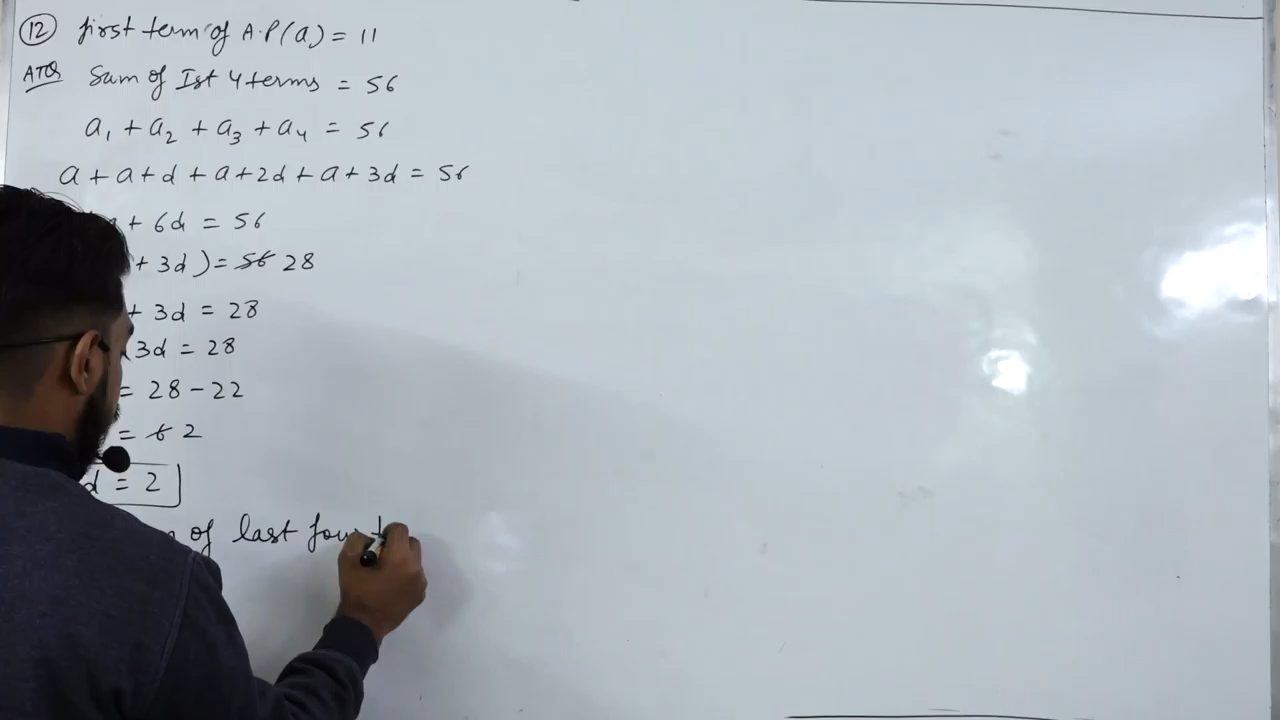 12 first term of A.P(a) = 11
ATQ Sum of Ist 4 terms = 56
a₁ + a₂ + a₃ + a₄ = 56
a + a + d + a + 2d + a + 3d = 56
+ 6d = 56
+ 3d ) = 56 28
+ 3d = 28
3d = 28
= 28 - 22
= 6 2
d = 2
of last four